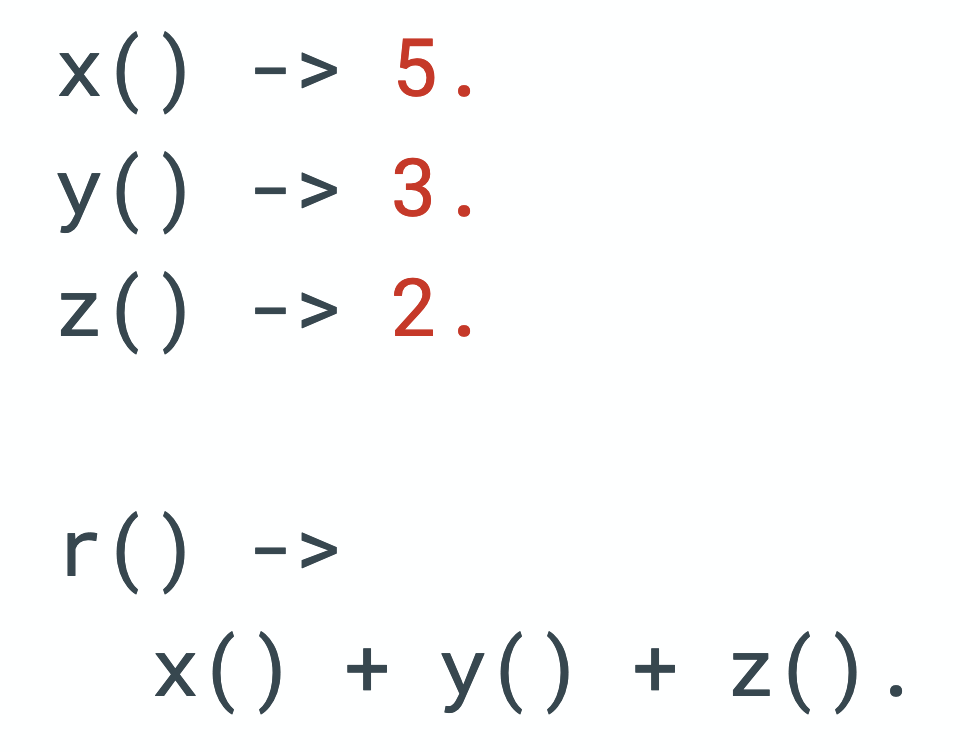 x() -> 5.
y() -> 3.
z() -> 2.
r() ->
x() + y() + z().